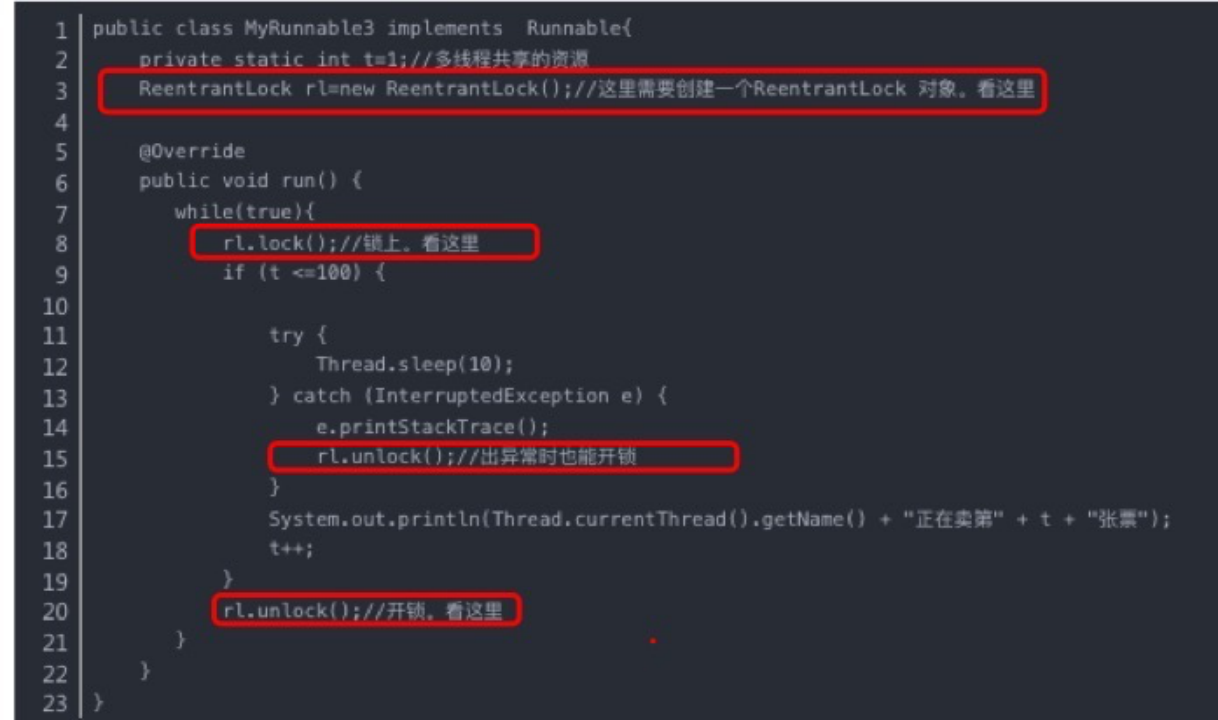 1 public class MyRunnable3 implements  Runnable{
2     private static int t=1;//多线程共享的资源
3     ReentrantLock rl=new ReentrantLock();//这里需要创建一个ReentrantLock 对象。看这里
4
5     @Override
6     public void run() {
7        while(true){
8            rl.lock();//锁上。看这里
9            if (t <=100) {
10
11                try {
12                    Thread.sleep(10);
13                } catch (InterruptedException e) {
14                    e.printStackTrace();
15                    rl.unlock();//出异常时也能开锁
16                }
17                System.out.println(Thread.currentThread().getName() + "正在卖第" + t + "张票");
18                t++;
19            }
20            rl.unlock();//开锁。看这里
21        }
22     }
23 }